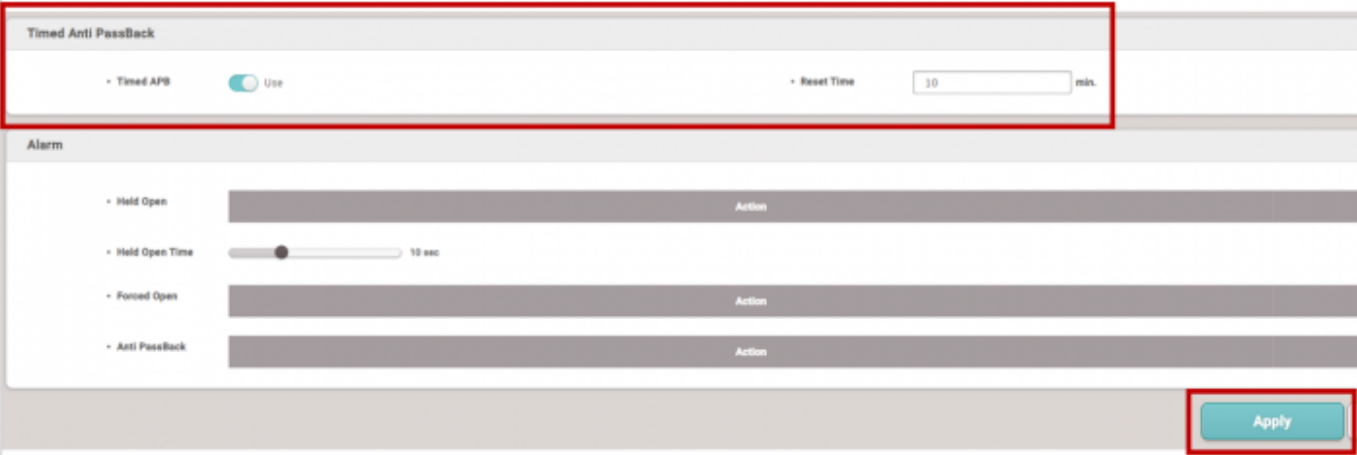 Timed Anti PassBack
• Timed APB Use • Reset Time 10 min.
Alarm
• Held Open Action
• Held Open Time 10 sec
• Forced Open Action
• Anti PassBack Action
Apply